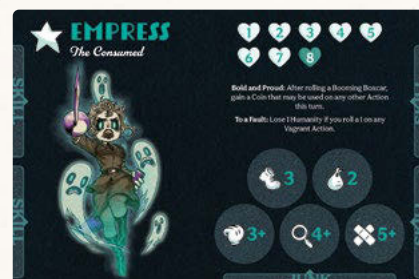 EMPRESS
The Consumed
1 2 3 4 5
6 7 8
Bold and Proud: After rolling a Booming Boxcar,
gain a Coin that may be used on any other Action
this turn.
To a Fault: Lose 1 Humanity if you roll a 1 on any
Vagrant Action.
3 2
3+ 4+ 5+
SKILL
SKILL